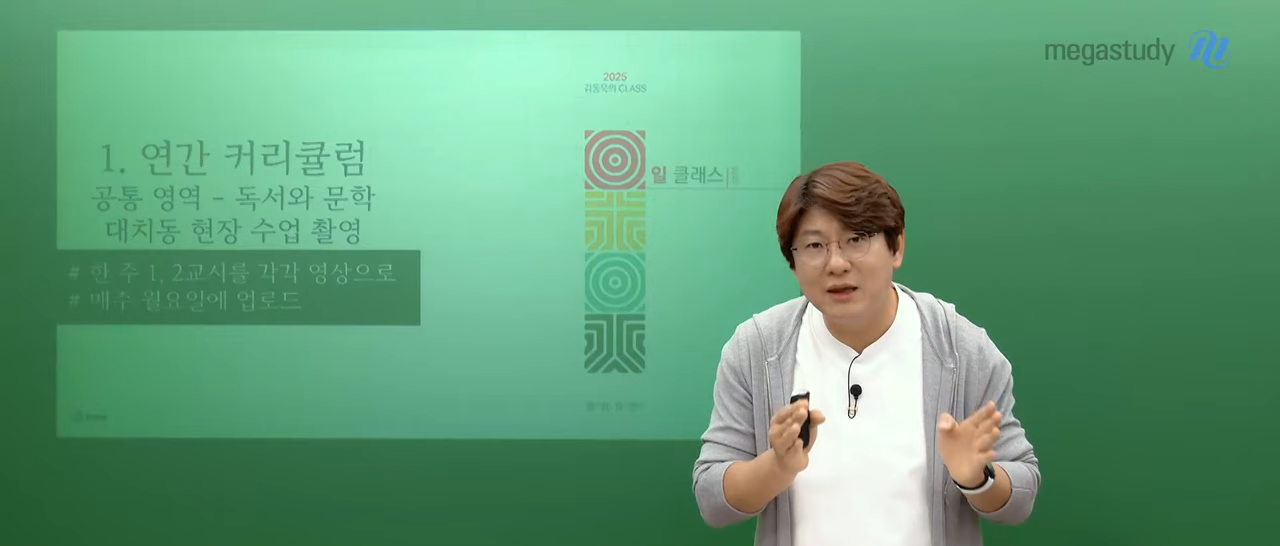 megastudy
2025
김동욱의 CLASS
일 클래스
1. 연간 커리큘럼
공통 영역 - 독서와 문학
대치동 현장 수업 촬영
# 한 주 1, 2교시를 각각 영상으로
# 매주 월요일에 업로드